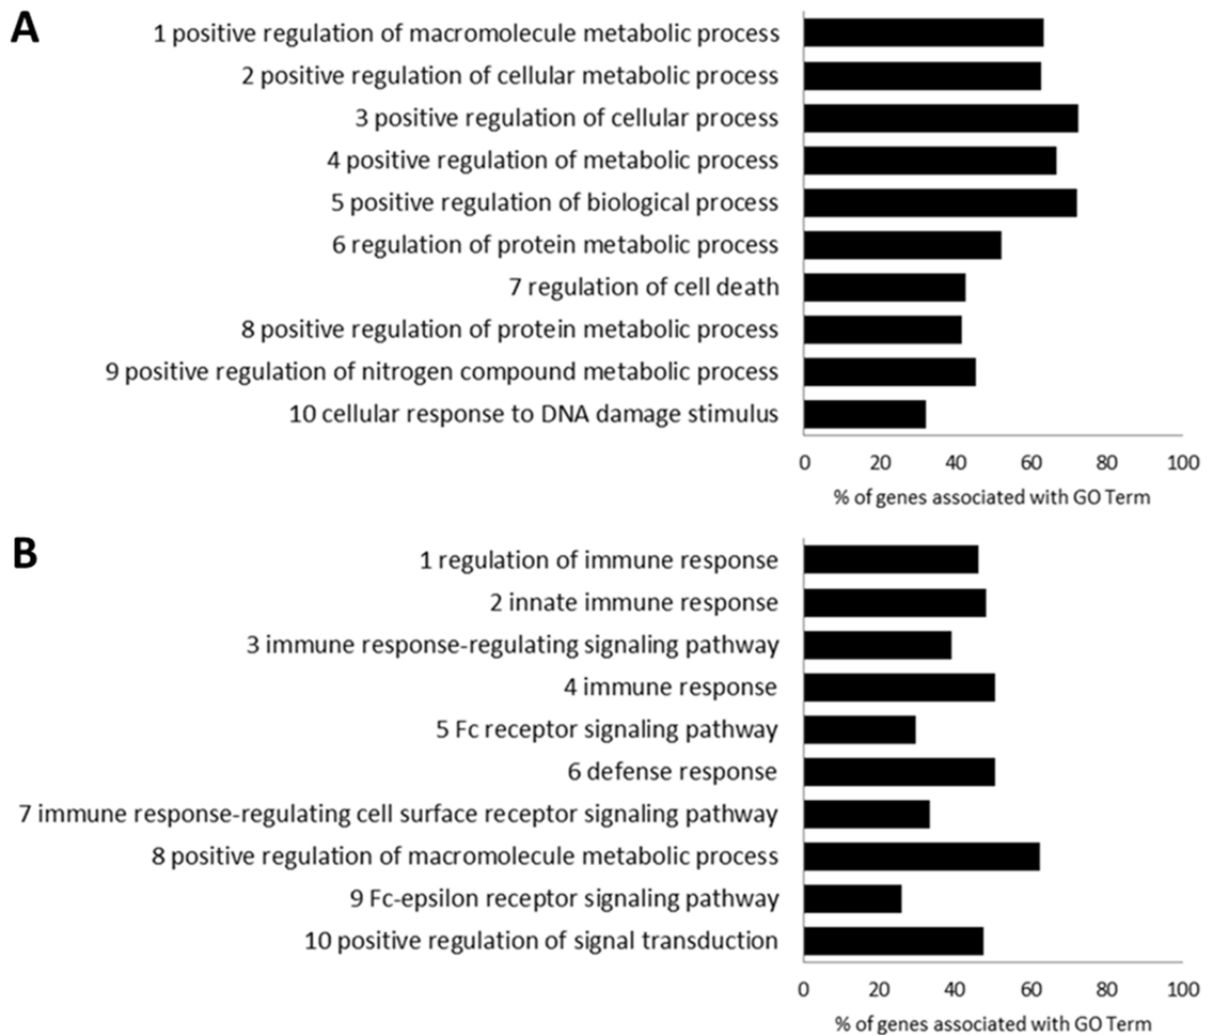 A
1 positive regulation of macromolecule metabolic process
2 positive regulation of cellular metabolic process
3 positive regulation of cellular process
4 positive regulation of metabolic process
5 positive regulation of biological process
6 regulation of protein metabolic process
7 regulation of cell death
8 positive regulation of protein metabolic process
9 positive regulation of nitrogen compound metabolic process
10 cellular response to DNA damage stimulus
0 20 40 60 80 100
% of genes associated with GO Term
B
1 regulation of immune response
2 innate immune response
3 immune response-regulating signaling pathway
4 immune response
5 Fc receptor signaling pathway
6 defense response
7 immune response-regulating cell surface receptor signaling pathway
8 positive regulation of macromolecule metabolic process
9 Fc-epsilon receptor signaling pathway
10 positive regulation of signal transduction
0 20 40 60 80 100
% of genes associated with GO Term